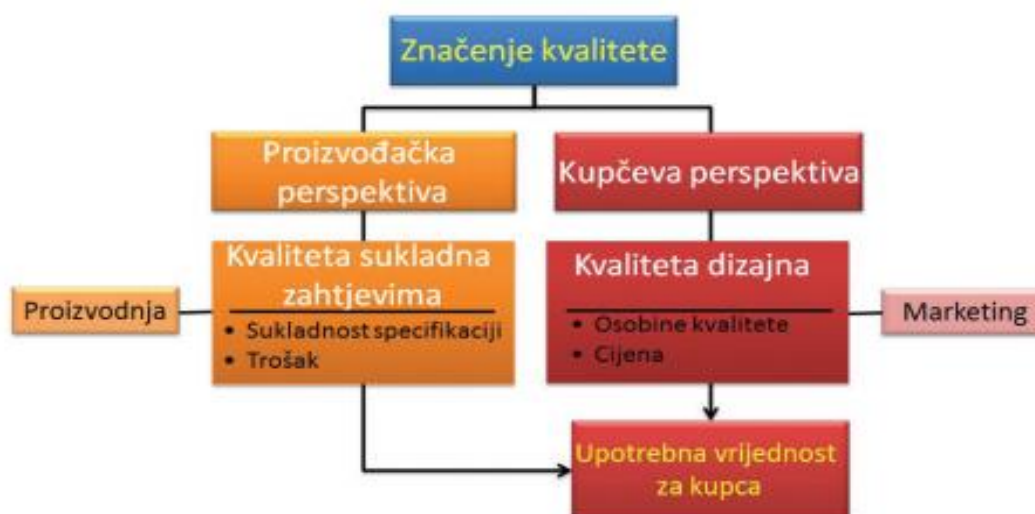 Značenje kvalitete
Proizvođačka
perspektiva
Kupčeva perspektiva
Kvaliteta sukladna
zahtjevima
• Sukladnost specifikaciji
• Trošak
Kvaliteta dizajna
• Osobine kvalitete
• Cijena
Proizvodnja
Marketing
Upotrebna vrijednost
za kupca